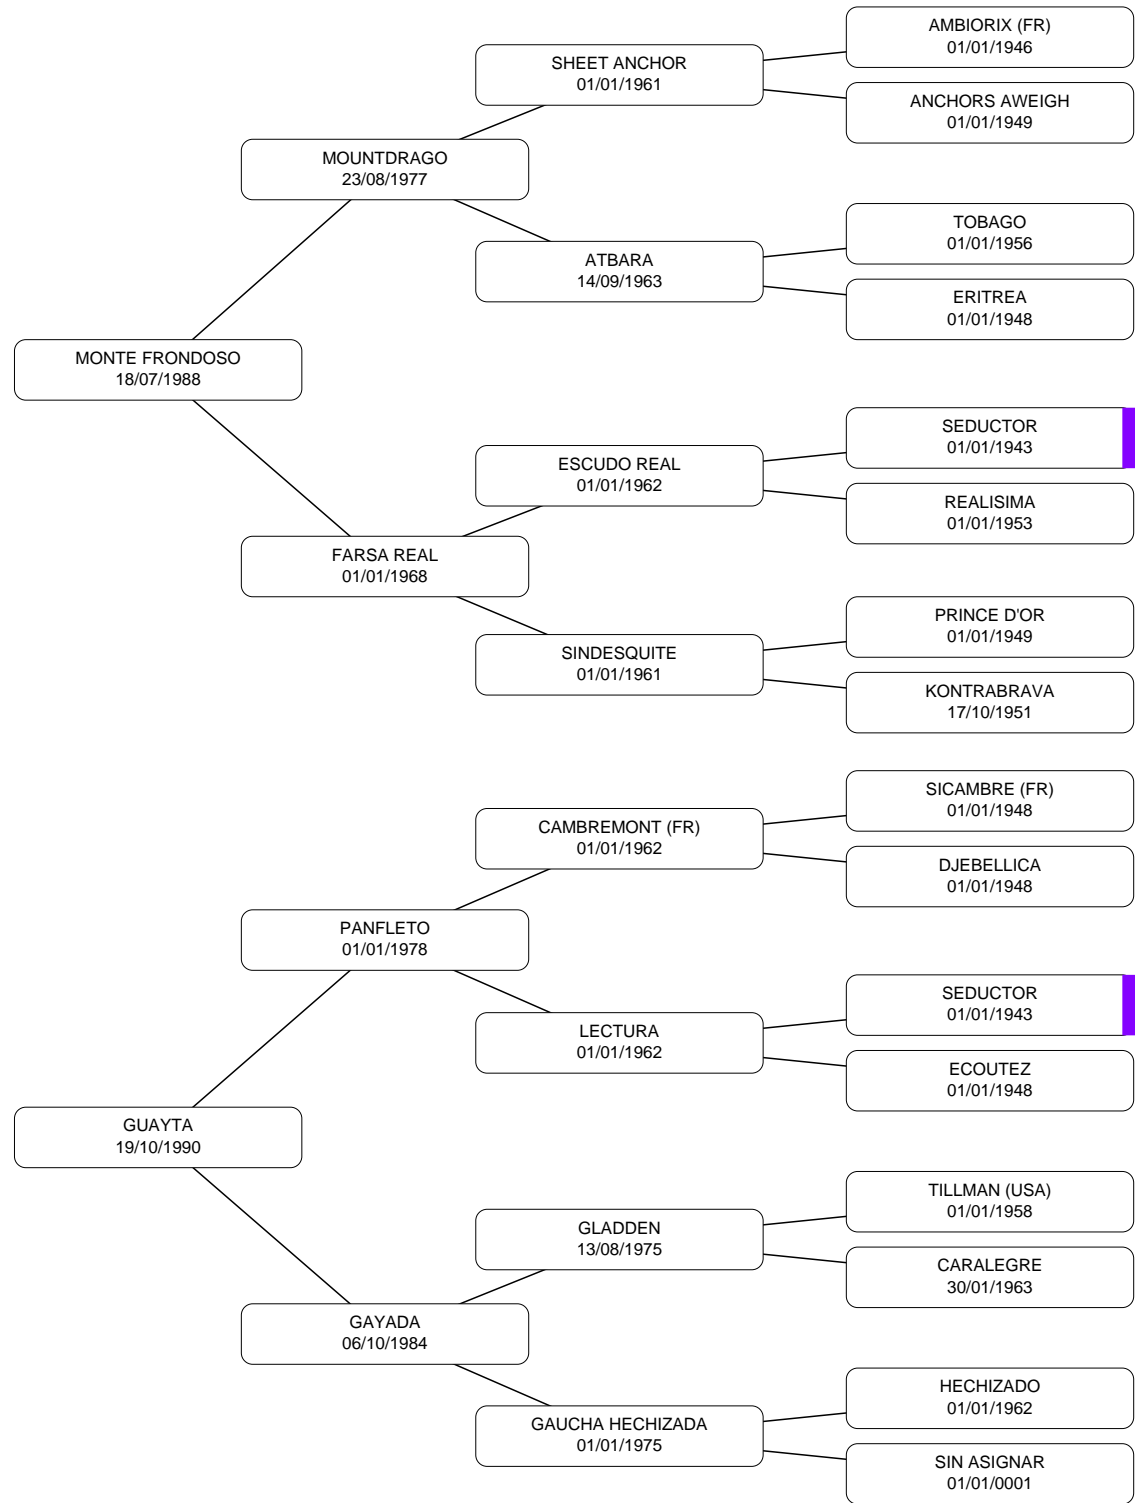 AMBIORIX (FR)
01/01/1946
SHEET ANCHOR
01/01/1961
ANCHORS AWEIGH
01/01/1949
MOUNTDRAGO
23/08/1977
TOBAGO
01/01/1956
ATBARA
14/09/1963
ERITREA
01/01/1948
MONTE FRONDOSO
18/07/1988
SEDUCTOR
01/01/1943
ESCUDO REAL
01/01/1962
REALISIMA
01/01/1953
FARSA REAL
01/01/1968
PRINCE D'OR
01/01/1949
SINDESQUITE
01/01/1961
KONTRABRAVA
17/10/1951
SICAMBRE (FR)
01/01/1948
CAMBREMONT (FR)
01/01/1962
DJEBELLICA
01/01/1948
PANFLETO
01/01/1978
SEDUCTOR
01/01/1943
LECTURA
01/01/1962
ECOUTEZ
01/01/1948
GUAYTA
19/10/1990
TILLMAN (USA)
01/01/1958
GLADDEN
13/08/1975
CARALEGRE
30/01/1963
GAYADA
06/10/1984
HECHIZADO
01/01/1962
GAUCHA HECHIZADA
01/01/1975
SIN ASIGNAR
01/01/0001